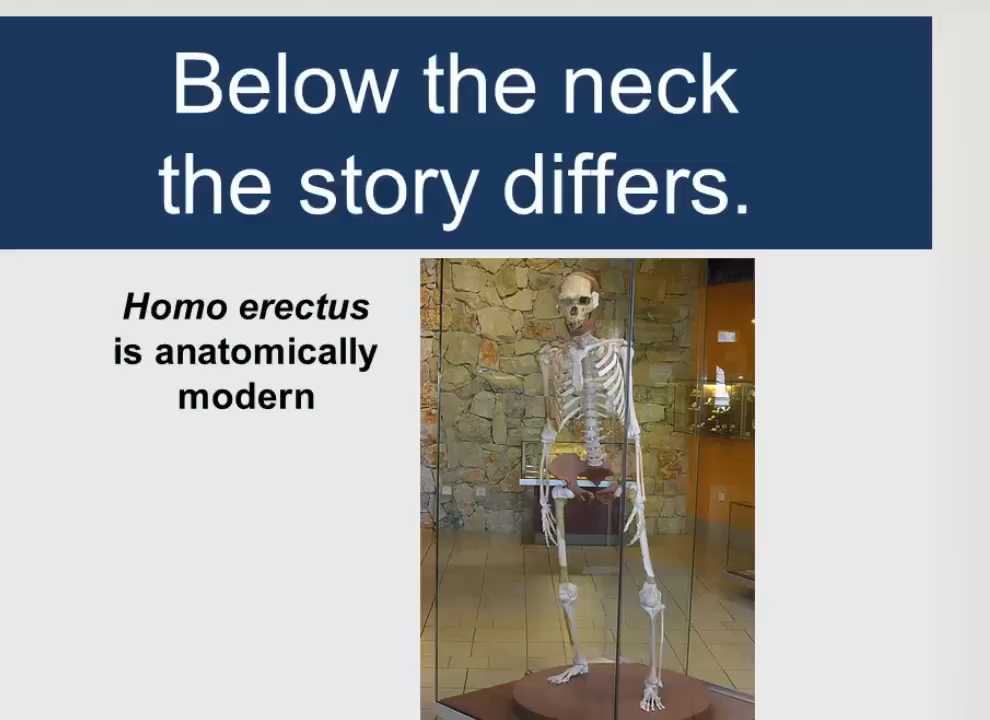 Below the neck
the story differs.
Homo erectus
is anatomically
modern